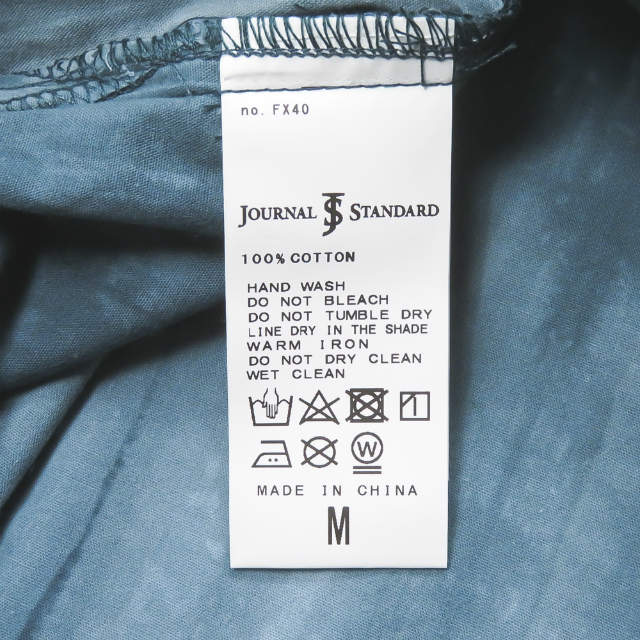 no. FX40
JOURNAL JS STANDARD
100% COTTON
HAND WASH
DO NOT BLEACH
DO NOT TUMBLE DRY
LINE DRY IN THE SHADE
WARM IRON
DO NOT DRY CLEAN
WET CLEAN
W
MADE IN CHINA
M